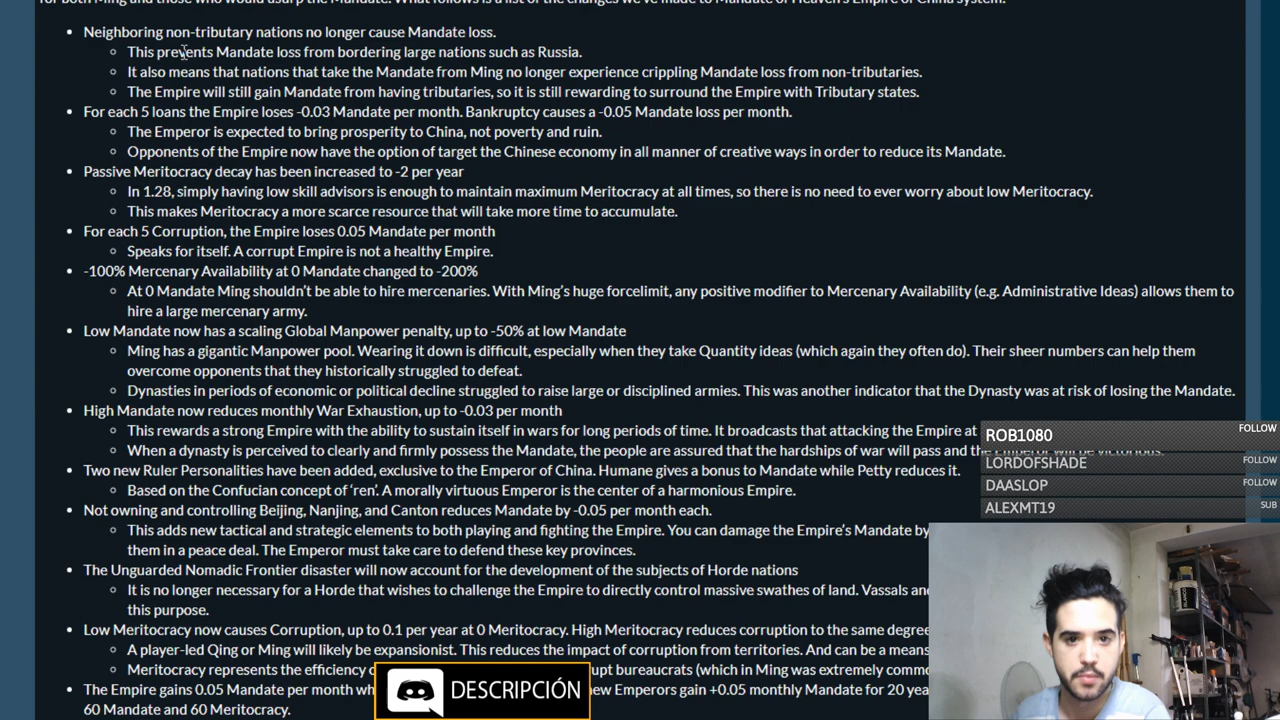 for both Ming and those who would usurp the Mandate. What follows is a list of the changes we've made to Mandate of Heaven's Empire of China system.
Neighboring non-tributary nations no longer cause Mandate loss.
This prevents Mandate loss from bordering large nations such as Russia.
It also means that nations that take the Mandate from Ming no longer experience crippling Mandate loss from non-tributaries.
The Empire will still gain Mandate from having tributaries, so it is still rewarding to surround the Empire with Tributary states.
For each 5 loans the Empire loses -0.03 Mandate per month. Bankruptcy causes a -0.05 Mandate loss per month.
The Emperor is expected to bring prosperity to China, not poverty and ruin.
Opponents of the Empire now have the option of target the Chinese economy in all manner of creative ways in order to reduce its Mandate.
Passive Meritocracy decay has been increased to -2 per year
In 1.28, simply having low skill advisors is enough to maintain maximum Meritocracy at all times, so there is no need to ever worry about low Meritocracy.
This makes Meritocracy a more scarce resource that will take more time to accumulate.
For each 5 Corruption, the Empire loses 0.05 Mandate per month
Speaks for itself. A corrupt Empire is not a healthy Empire.
-100% Mercenary Availability at 0 Mandate changed to -200%
At 0 Mandate Ming shouldn't be able to hire mercenaries. With Ming's huge forcelimit, any positive modifier to Mercenary Availability (e.g. Administrative Ideas) allows them to
hire a large mercenary army.
Low Mandate now has a scaling Global Manpower penalty, up to -50% at low Mandate
Ming has a gigantic Manpower pool. Wearing it down is difficult, especially when they take Quantity ideas (which again they often do). Their sheer numbers can help them
overcome opponents that they historically struggled to defeat.
Dynasties in periods of economic or political decline struggled to raise large or disciplined armies. This was another indicator that the Dynasty was at risk of losing the Mandate.
High Mandate now reduces monthly War Exhaustion, up to -0.03 per month
This rewards a strong Empire with the ability to sustain itself in wars for long periods of time. It broadcasts that attacking the Empire at
When a dynasty is perceived to clearly and firmly possess the Mandate, the people are assured that the hardships of war will pass and the Emperor will be victorious.
Two new Ruler Personalities have been added, exclusive to the Emperor of China. Humane gives a bonus to Mandate while Petty reduces it.
Based on the Confucian concept of 'ren'. A morally virtuous Emperor is the center of a harmonious Empire.
Not owning and controlling Beijing, Nanjing, and Canton reduces Mandate by -0.05 per month each.
This adds new tactical and strategic elements to both playing and fighting the Empire. You can damage the Empire's Mandate by
them in a peace deal. The Emperor must take care to defend these key provinces.
The Unguarded Nomadic Frontier disaster will now account for the development of the subjects of Horde nations
It is no longer necessary for a Horde that wishes to challenge the Empire to directly control massive swathes of land. Vassals and
this purpose.
Low Meritocracy now causes Corruption, up to 0.1 per year at 0 Meritocracy. High Meritocracy reduces corruption to the same degree
A player-led Qing or Ming will likely be expansionist. This reduces the impact of corruption from territories. And can be a means
Meritocracy represents the efficiency bureaucrats (which in Ming was extremely
The Empire gains 0.05 Mandate per month new Emperors gain +0.05 monthly Mandate for 20
60 Mandate and 60 Meritocracy.
ROB1080 FOLLOW
LORDOFSHADE FOLLOW
DAASLOP FOLLOW
ALEXMT19 SUB
DESCRIPCIÓN